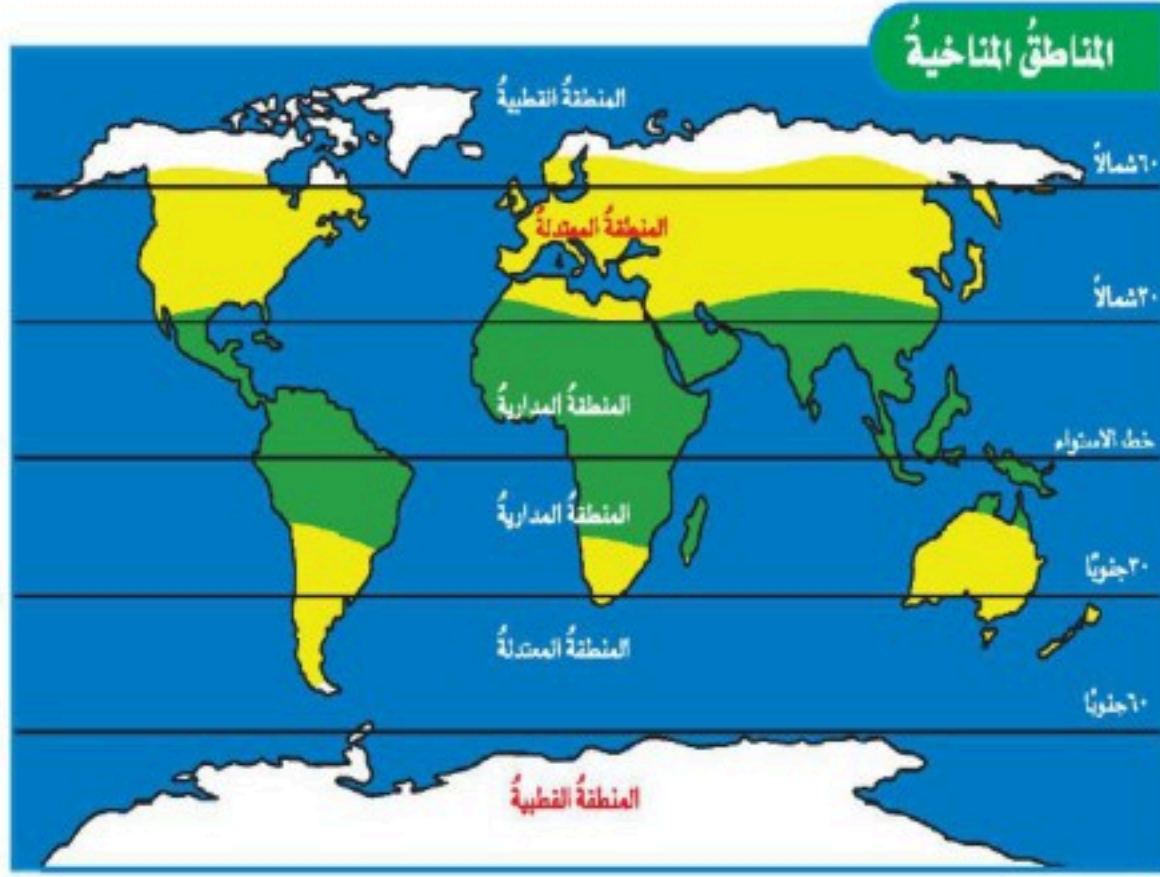 المناطقُ المناخيةُ
المنطقةُ القطبيةُ
٦٠ شمالاً
المنطقةُ المعتدلةُ
٣٠ شمالاً
المنطقةُ المداريةُ
خط الاستواء
المنطقةُ المداريةُ
٣٠ جنوبًا
المنطقةُ المعتدلةُ
٦٠ جنوبًا
المنطقةُ القطبيةُ